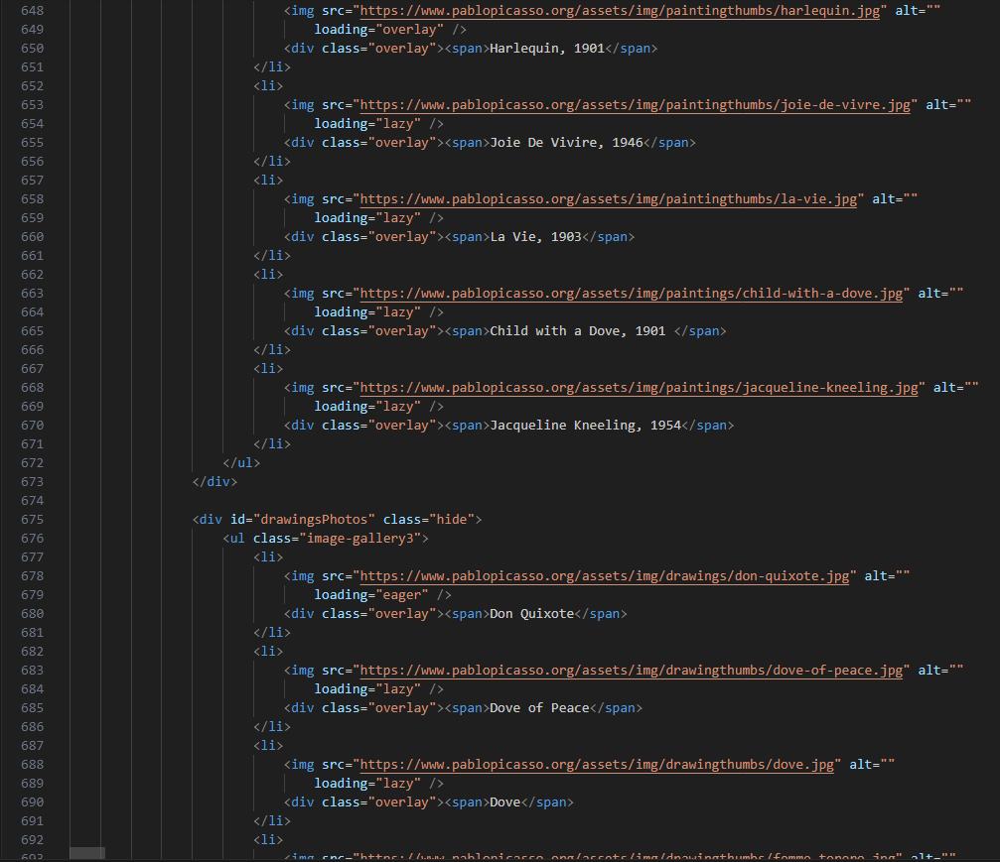 648 <img src="https://www.pablopicasso.org/assets/img/paintingthumbs/harlequin.jpg" alt=""
649 loading="overlay" />
650 <div class="overlay"><span>Harlequin, 1901</span>
651 </li>
652 <li>
653 <img src="https://www.pablopicasso.org/assets/img/paintingthumbs/joie-de-vivre.jpg" alt=""
654 loading="lazy" />
655 <div class="overlay"><span>Joie De Vivire, 1946</span>
656 </li>
657 <li>
658 <img src="https://www.pablopicasso.org/assets/img/paintingthumbs/la-vie.jpg" alt=""
659 loading="lazy" />
660 <div class="overlay"><span>La Vie, 1903</span>
661 </li>
662 <li>
663 <img src="https://www.pablopicasso.org/assets/img/paintings/child-with-a-dove.jpg" alt=""
664 loading="lazy" />
665 <div class="overlay"><span>Child with a Dove, 1901 </span>
666 </li>
667 <li>
668 <img src="https://www.pablopicasso.org/assets/img/paintings/jacqueline-kneeling.jpg" alt=""
669 loading="lazy" />
670 <div class="overlay"><span>Jacqueline Kneeling, 1954</span>
671 </li>
672 </ul>
673 </div>
674
675 <div id="drawingsPhotos" class="hide">
676 <ul class="image-gallery3">
677 <li>
678 <img src="https://www.pablopicasso.org/assets/img/drawings/don-quixote.jpg" alt=""
679 loading="eager" />
680 <div class="overlay"><span>Don Quixote</span>
681 </li>
682 <li>
683 <img src="https://www.pablopicasso.org/assets/img/drawingthumbs/dove-of-peace.jpg" alt=""
684 loading="lazy" />
685 <div class="overlay"><span>Dove of Peace</span>
686 </li>
687 <li>
688 <img src="https://www.pablopicasso.org/assets/img/drawingthumbs/dove.jpg" alt=""
689 loading="lazy" />
690 <div class="overlay"><span>Dove</span>
691 </li>
692 <li>
693 <img src="https://www.pablopicasso.org/assets/img/drawingthumbs/femme-torero.jpg" alt=""